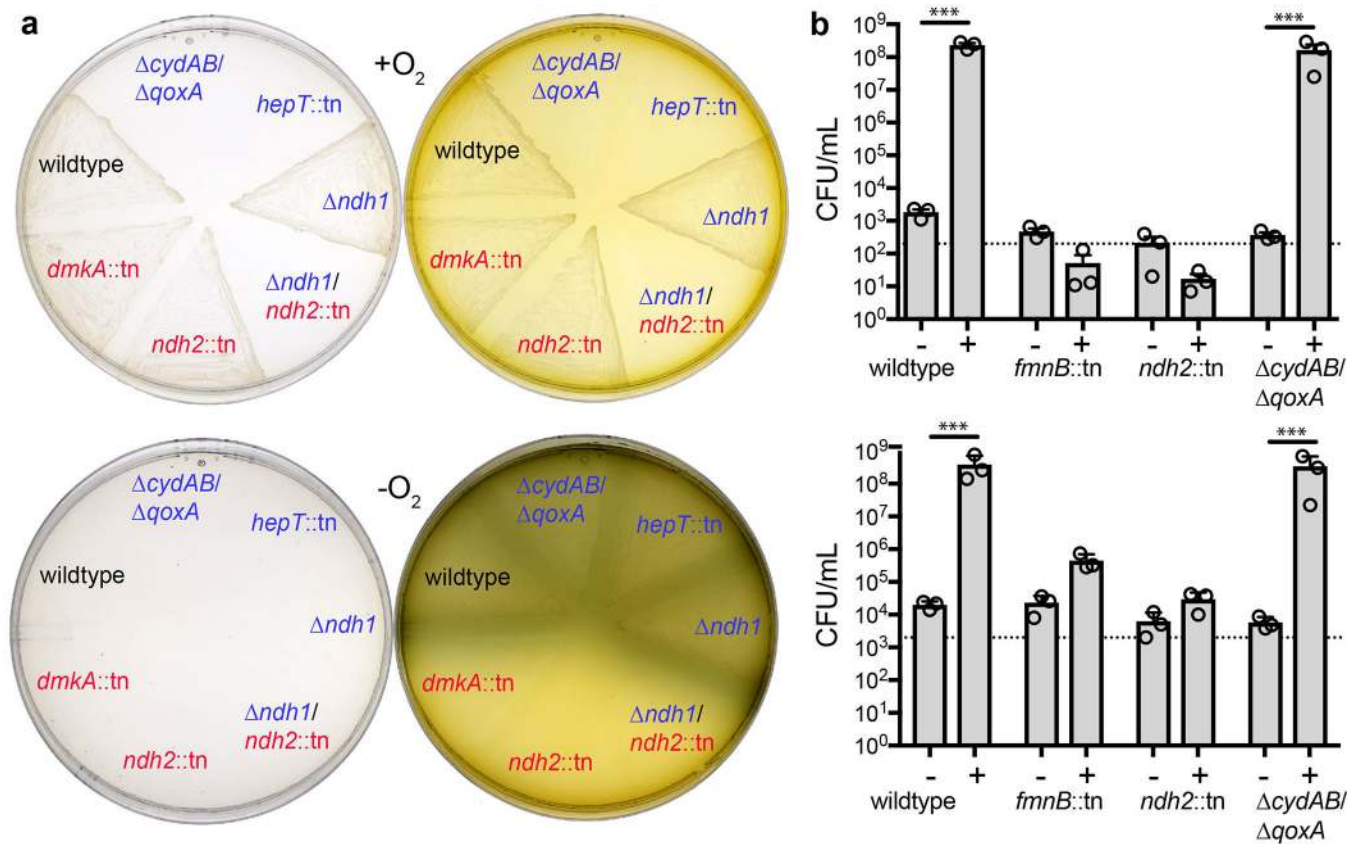 a
ΔcydAB/
ΔqoxA
hepT::tn
wildtype
Δndh1
dmkA::tn
Δndh1/
ndh2::tn
ndh2::tn
+O₂
ΔcydAB/
ΔqoxA
hepT::tn
wildtype
Δndh1
dmkA::tn
Δndh1/
ndh2::tn
ndh2::tn
ΔcydAB/
ΔqoxA
hepT::tn
wildtype
Δndh1
dmkA::tn
Δndh1/
ndh2::tn
ndh2::tn
-O₂
ΔcydAB/
ΔqoxA
hepT::tn
wildtype
Δndh1
dmkA::tn
Δndh1/
ndh2::tn
ndh2::tn
b
*** ***
CFU/mL
10⁹
10⁸
10⁷
10⁶
10⁵
10⁴
10³
10²
10¹
10⁰
- + - + - + - +
wildtype fmnB::tn ndh2::tn ΔcydAB/
ΔqoxA
*** ***
CFU/mL
10⁹
10⁸
10⁷
10⁶
10⁵
10⁴
10³
10²
10¹
10⁰
- + - + - + - +
wildtype fmnB::tn ndh2::tn ΔcydAB/
ΔqoxA